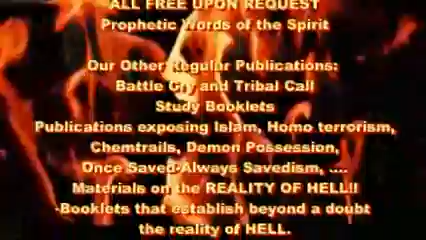 ALL FREE UPON REQUEST
Prophetic Words of the Spirit
Our Other Regular Publications:
Battle Cry and Tribal Call
Study Booklets
Publications exposing Islam, Homo terrorism,
Chemtrails, Demon Possession,
Once Saved Always Savedism, ....
Materials on the REALITY OF HELL!!
-Booklets that establish beyond a doubt
the reality of HELL.